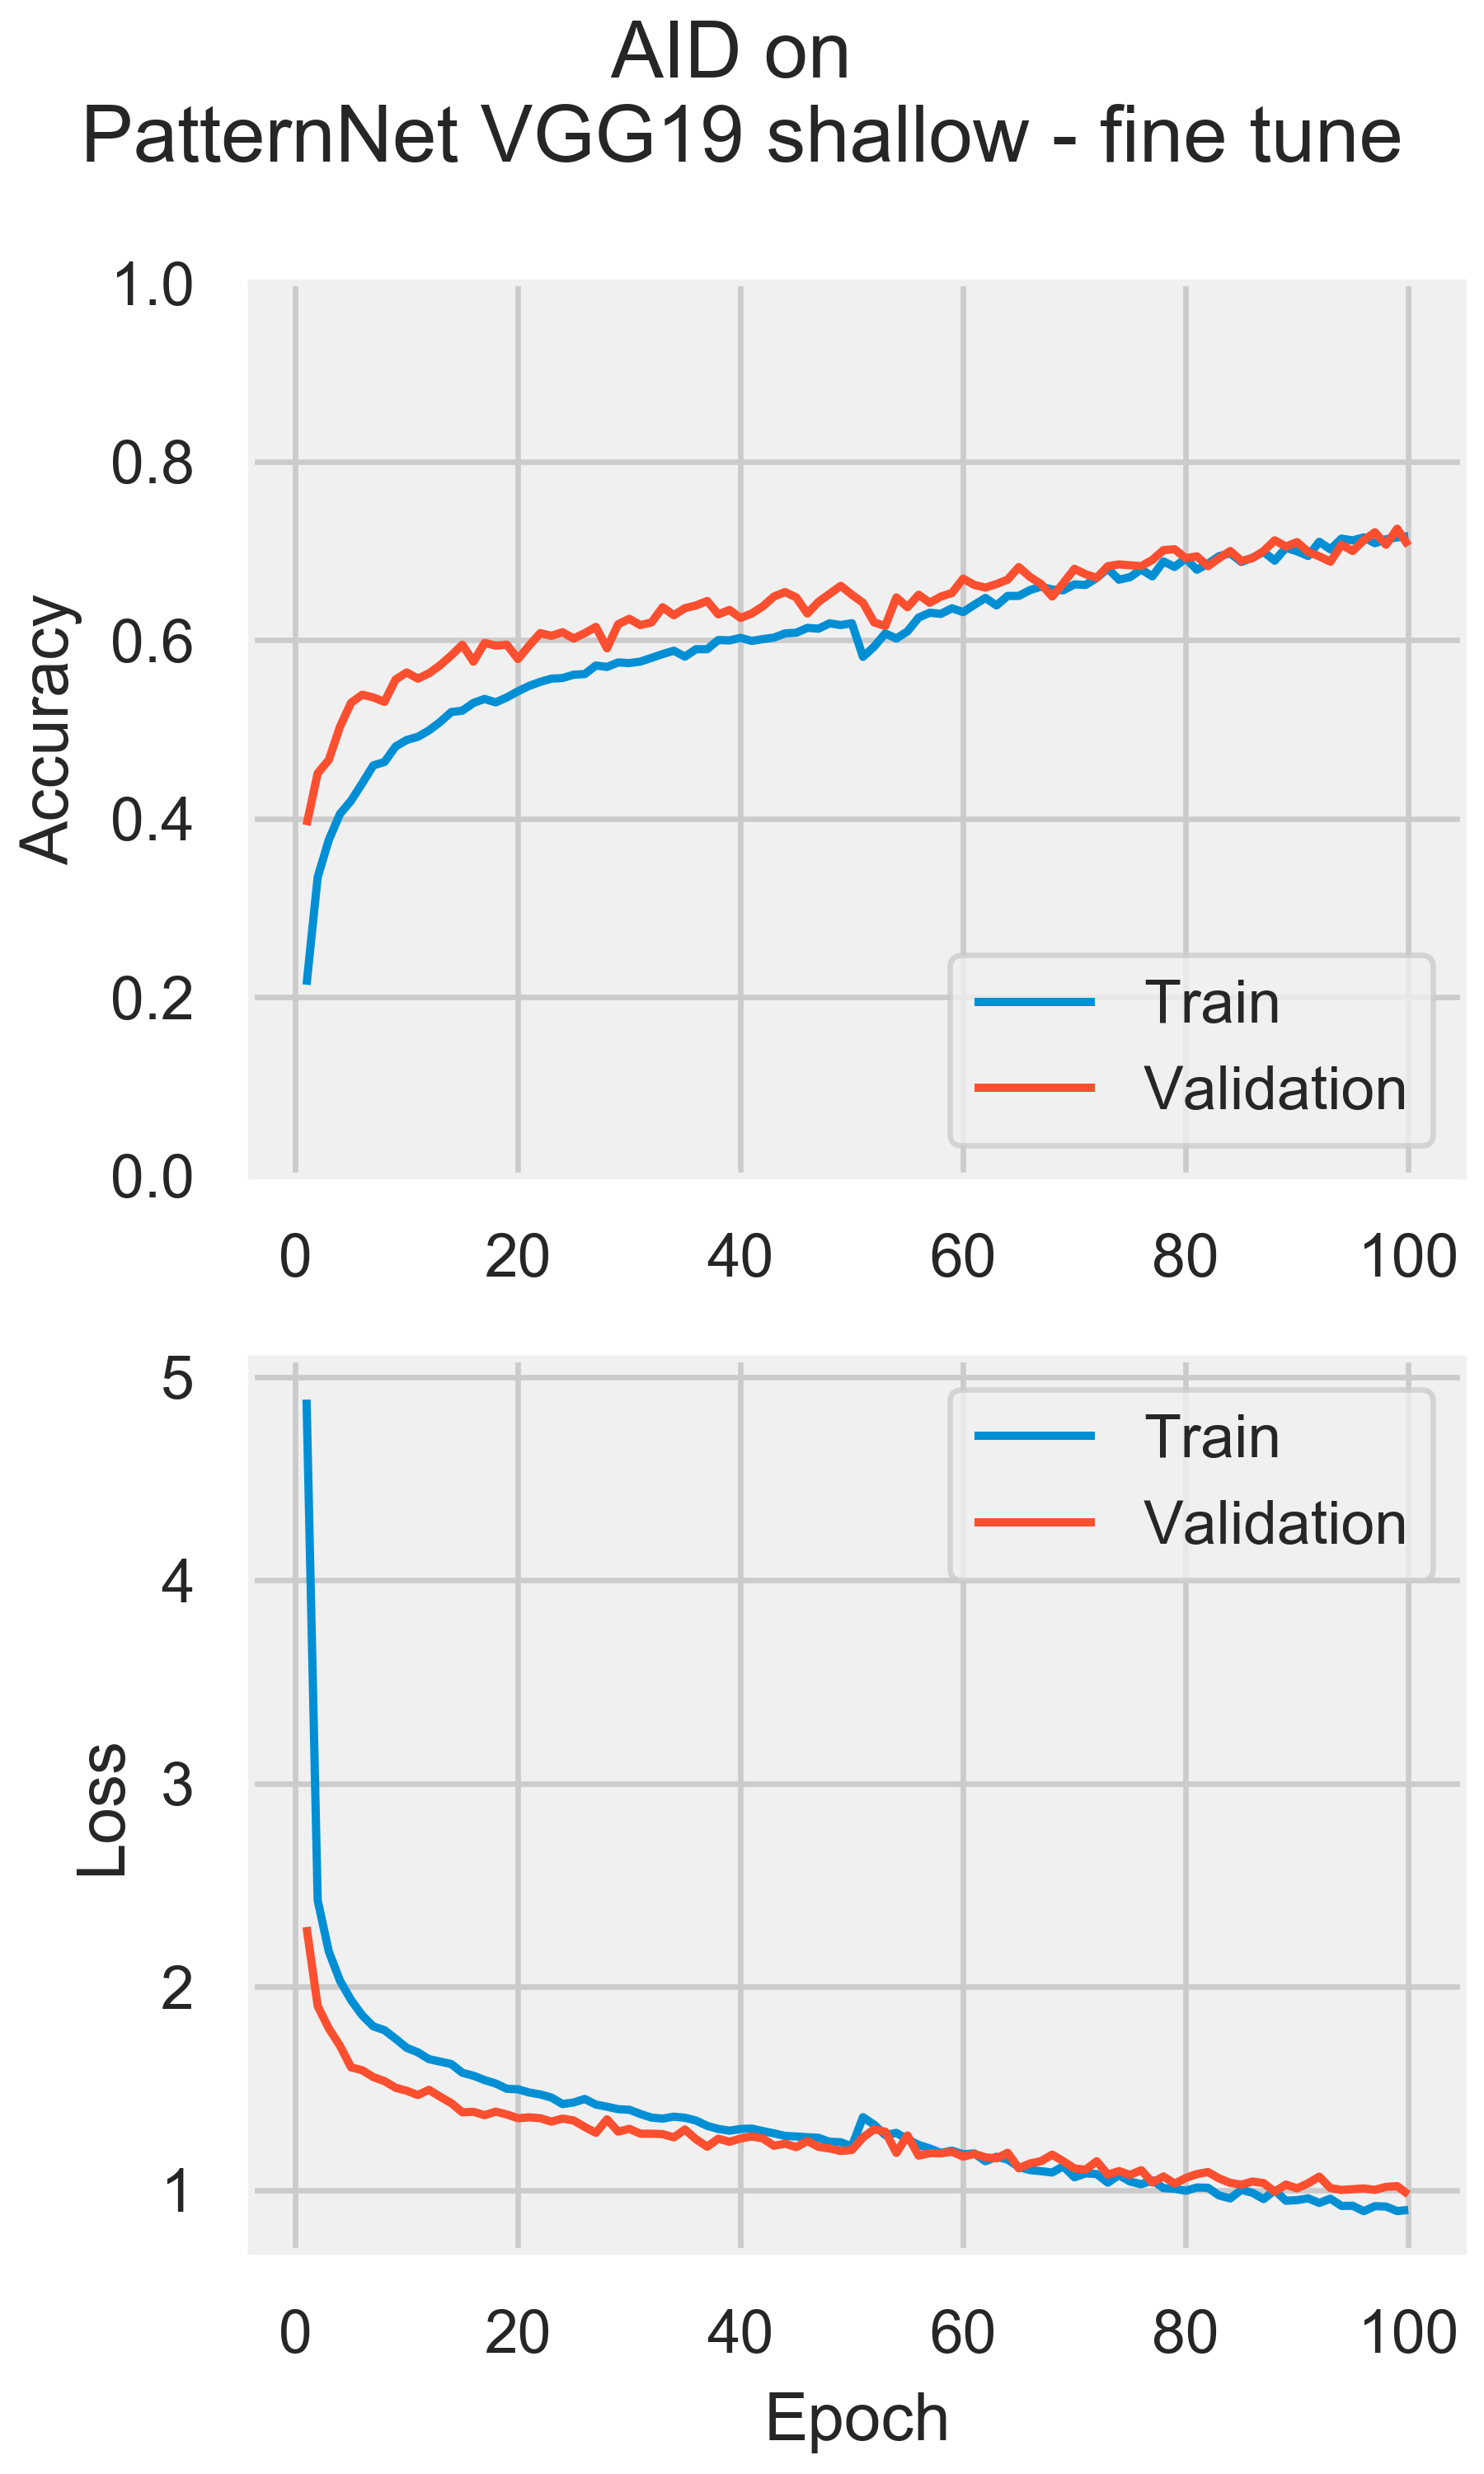 AID on
PatternNet VGG19 shallow - fine tune
1.0
0.8
0.6
0.4
0.2
0.0
Accuracy
Train
Validation
0 20 40 60 80 100
5
4
3
2
1
Loss
Train
Validation
0 20 40 60 80 100
Epoch